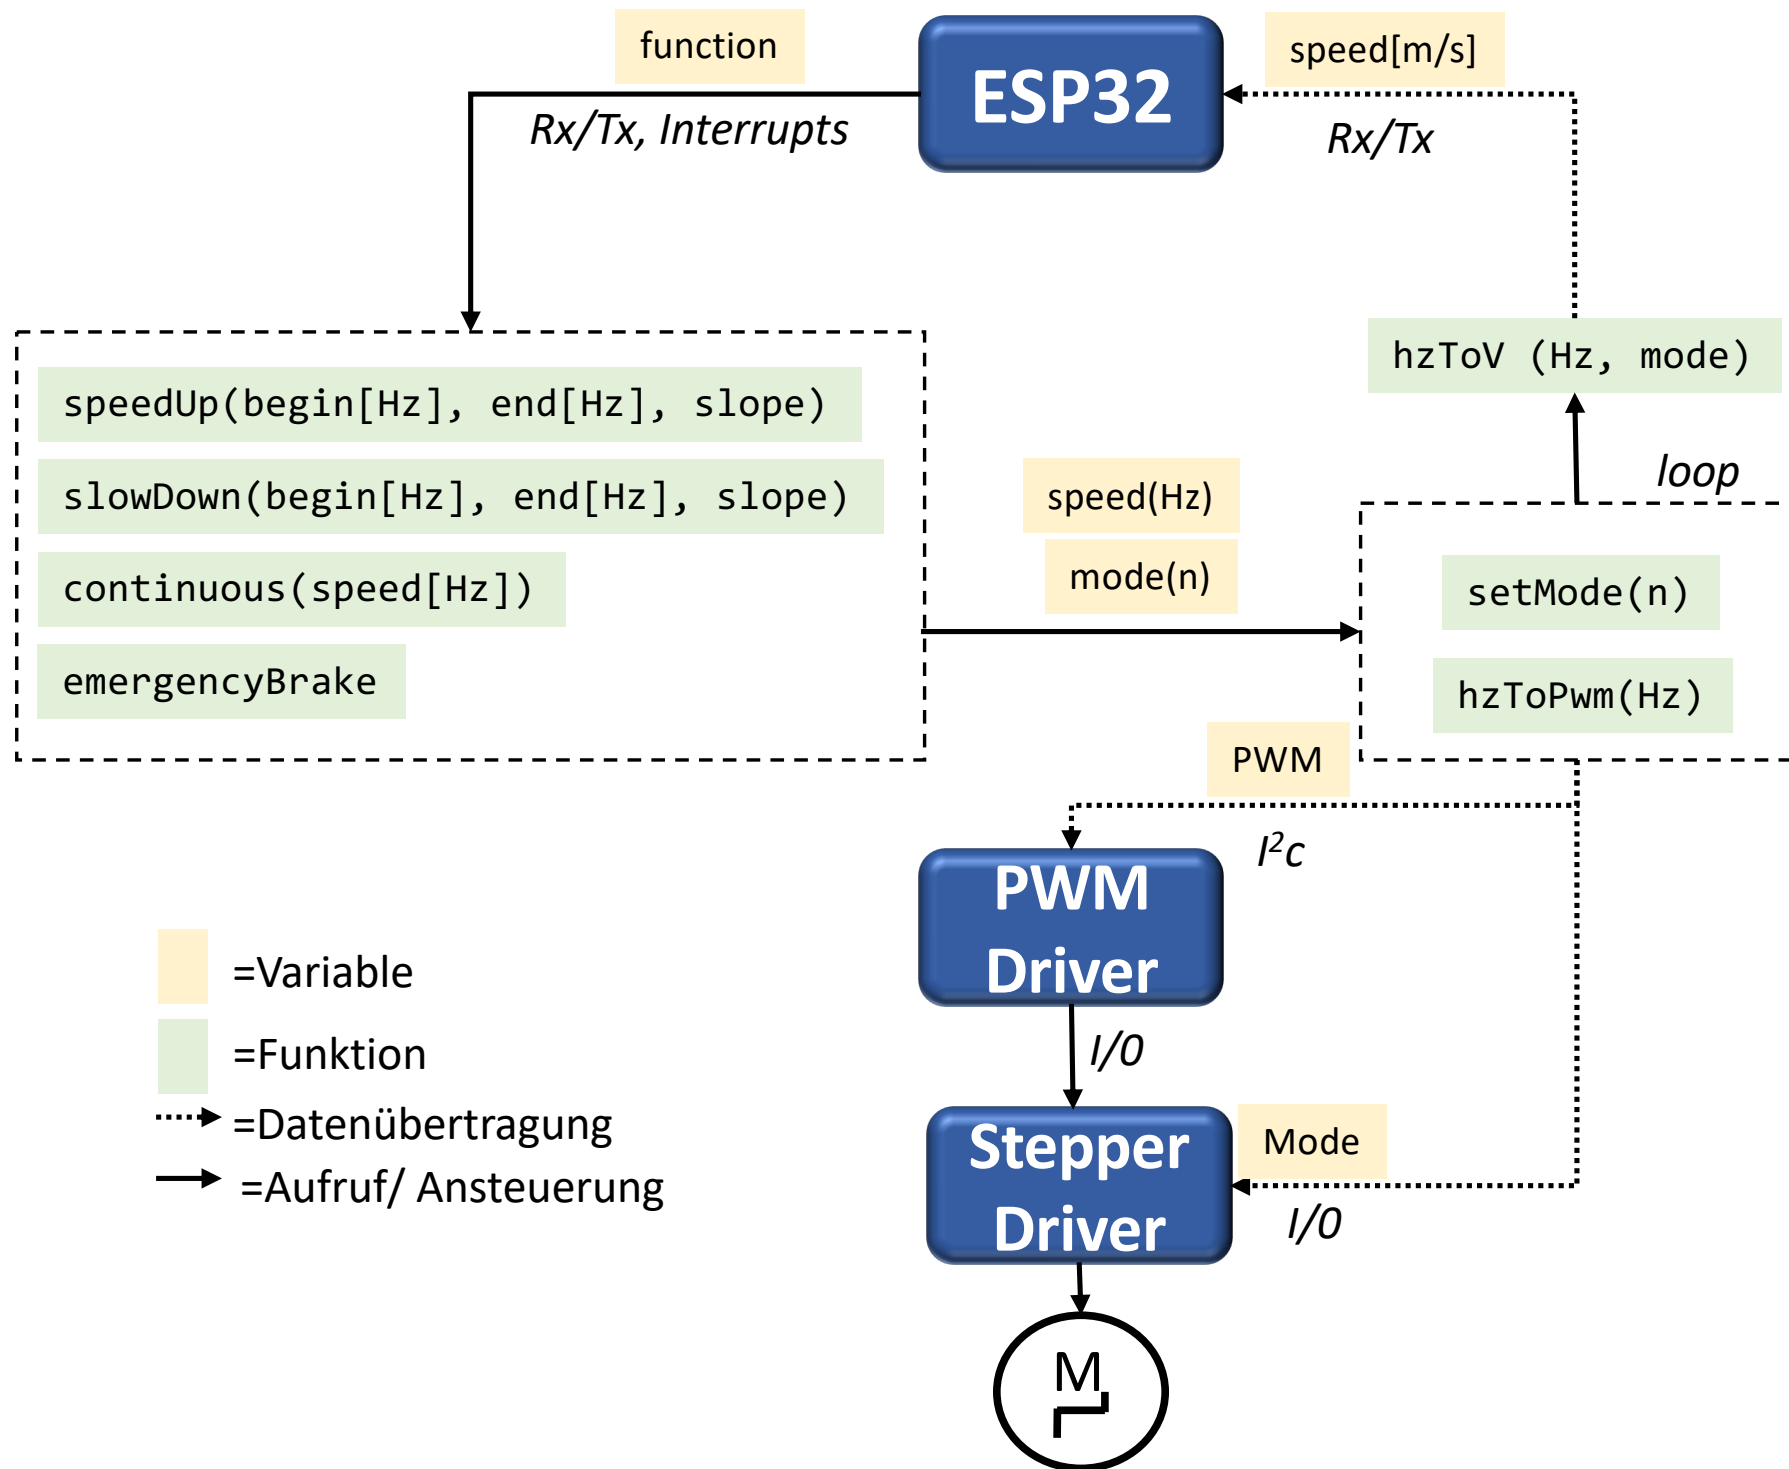 function
ESP32
speed[m/s]
Rx/Tx, Interrupts
Rx/Tx
hzToV (Hz, mode)
speedUp(begin[Hz], end[Hz], slope)
slowDown(begin[Hz], end[Hz], slope)
continuous(speed[Hz])
emergencyBrake
speed(Hz)
mode(n)
loop
setMode(n)
hzToPwm(Hz)
PWM
I²c
PWM
Driver
I/0
Stepper
Driver
Mode
I/0
M
=Variable
=Funktion
=Datenübertragung
=Aufruf/ Ansteuerung